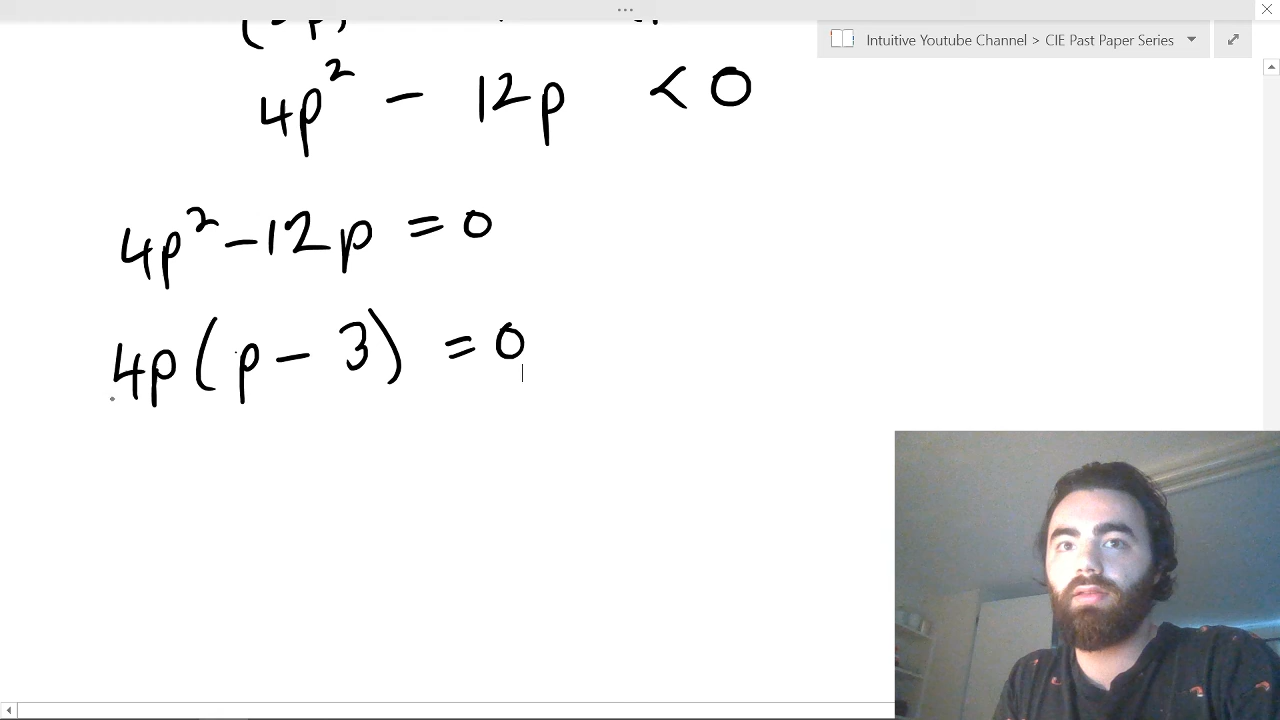 Intuitive Youtube Channel > CIE Past Paper Series
4p² - 12p < 0
4p² - 12p = 0
4p(p - 3) = 0